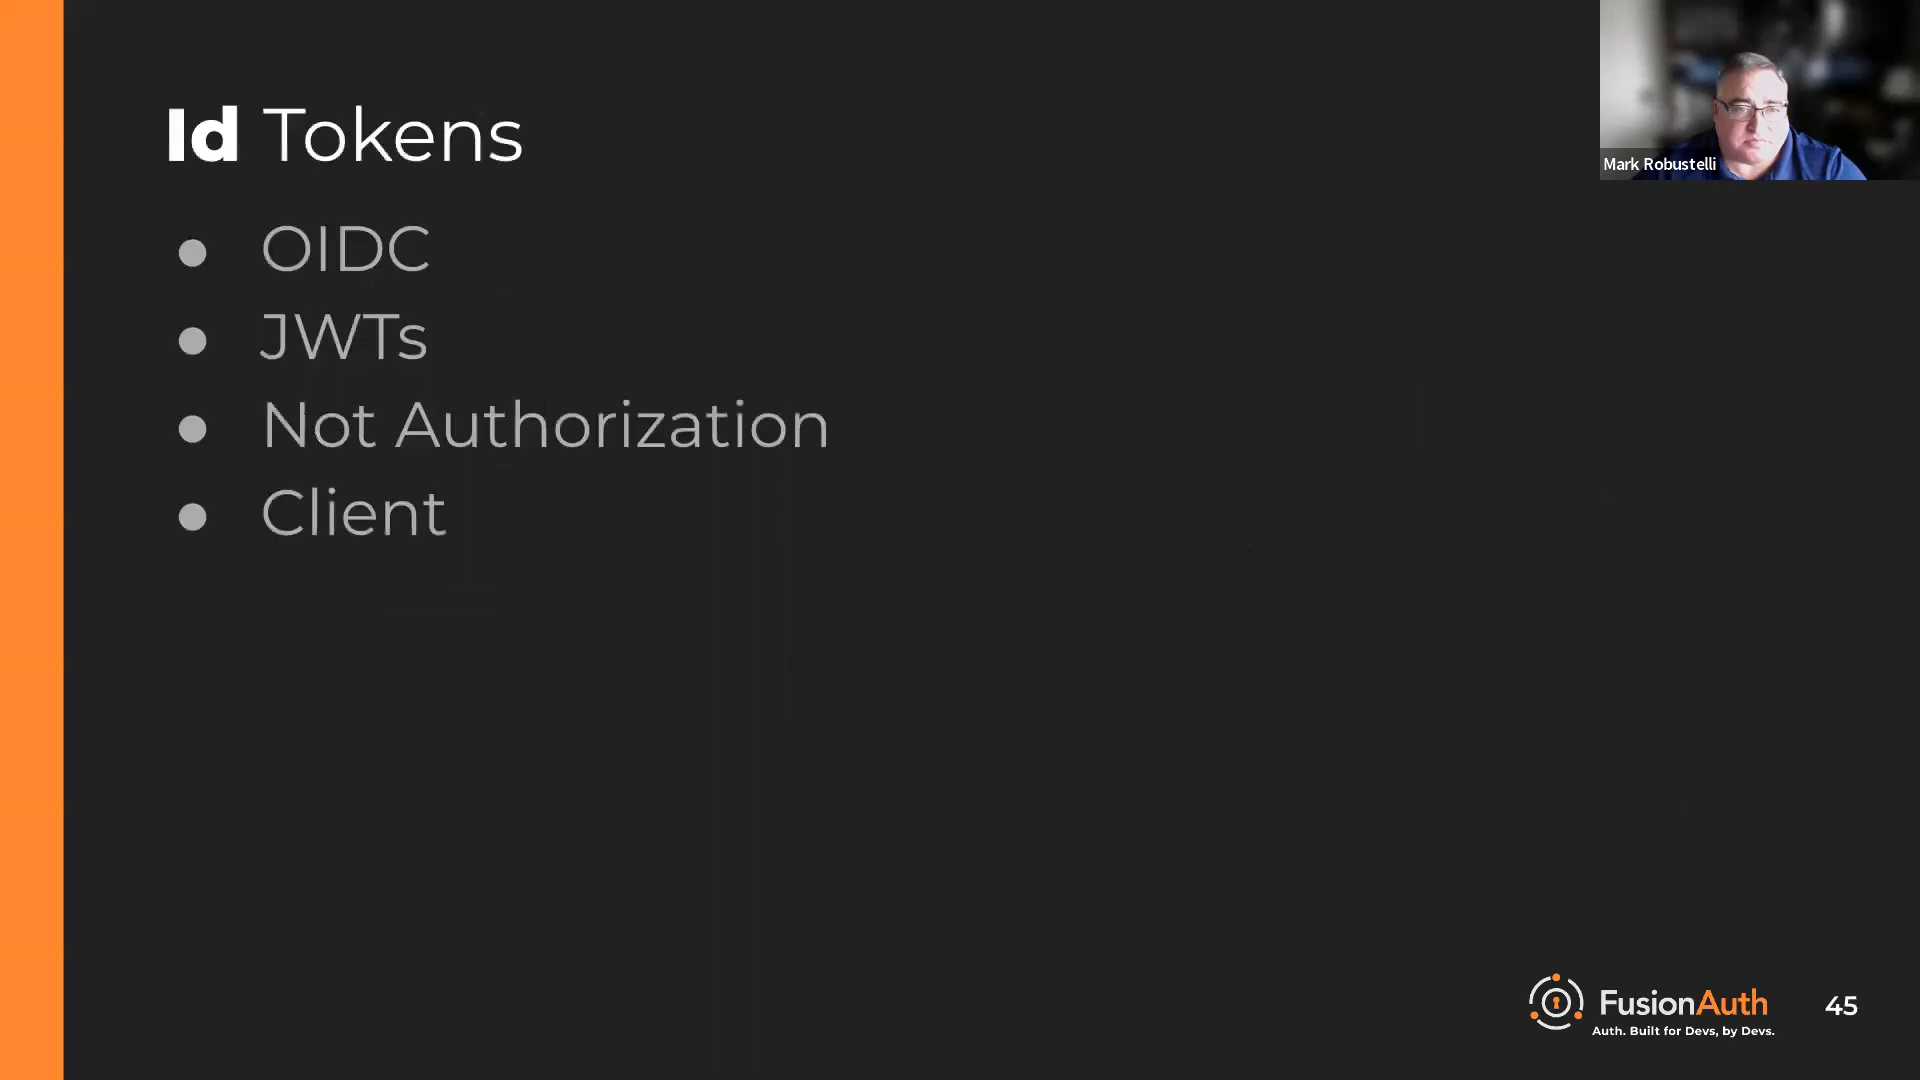 Id Tokens
● OIDC
● JWTs
● Not Authorization
● Client
Mark Robustelli
FusionAuth
Auth. Built for Devs, by Devs.
45